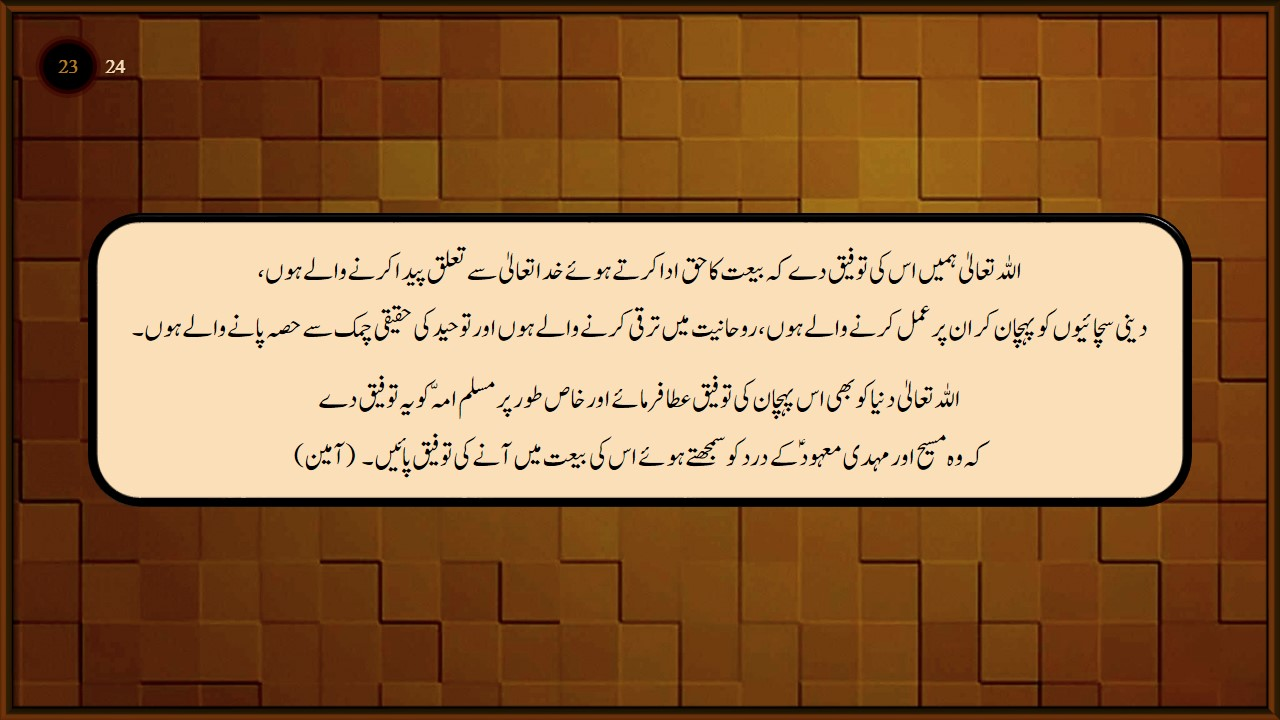 23 24
اللہ تعالیٰ ہمیں اس کی توفیق دے کہ بیعت کا حق ادا کرتے ہوئے خدا تعالیٰ سے تعلق پیدا کرنے والے ہوں،
دینی سچائیوں کو پہچان کر ان پر عمل کرنے والے ہوں، روحانیت میں ترقی کرنے والے ہوں اور توحید کی حقیقی چمک سے حصہ پانے والے ہوں۔
اللہ تعالیٰ دنیا کو بھی اس پہچان کی توفیق عطا فرمائے اور خاص طور پر مسلم امہّ کو یہ توفیق دے
کہ وہ مسیح اور مہدی معہودؑ کے درد کو سمجھتے ہوئے اس کی بیعت میں آنے کی توفیق پائیں۔ (آمین)